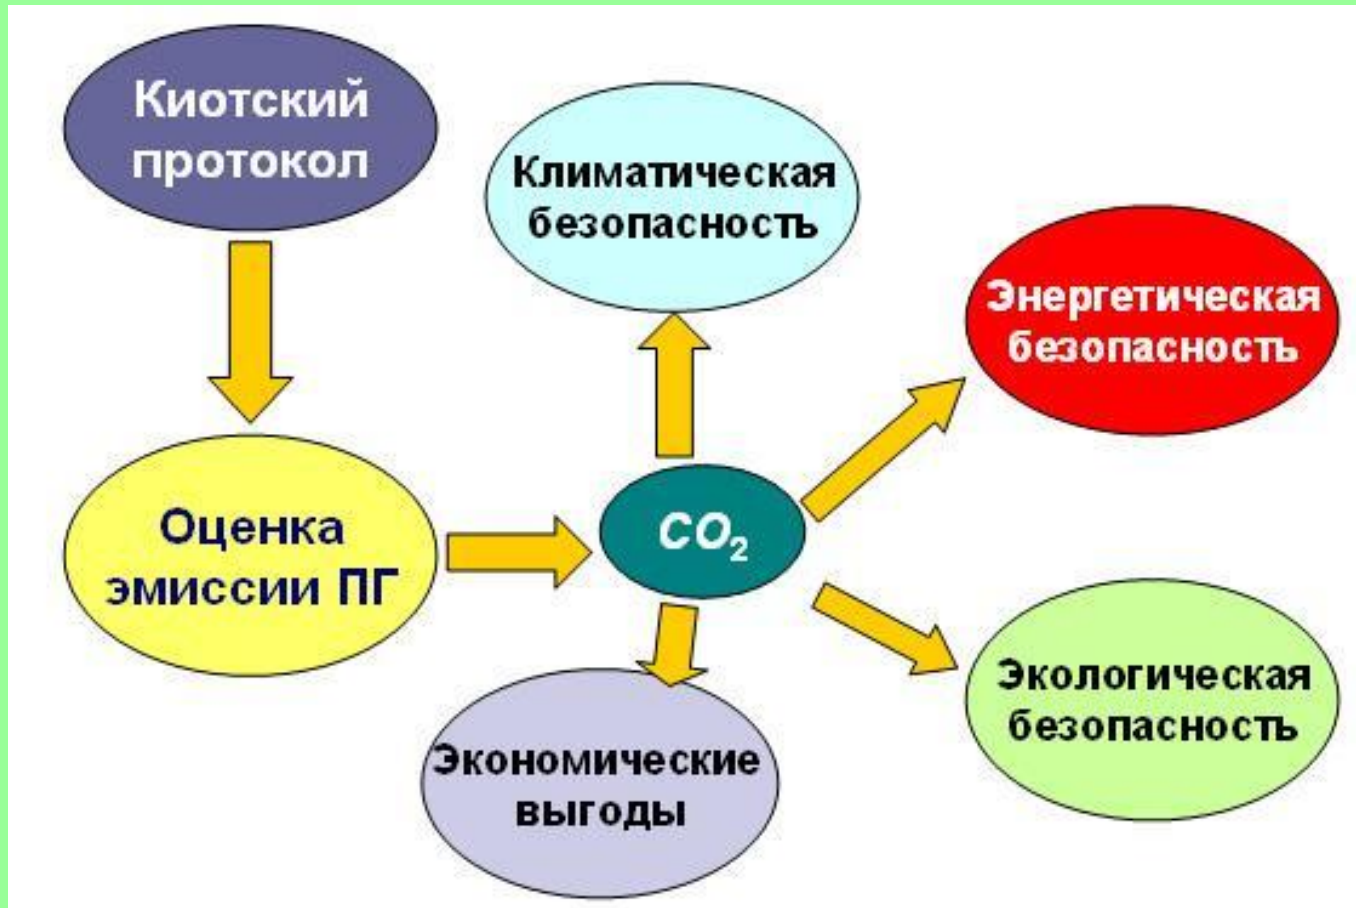 Киотский
протокол
Климатическая
безопасность
Энергетическая
безопасность
Оценка
эмиссии ПГ
CO₂
Экологическая
безопасность
Экономические
выгоды